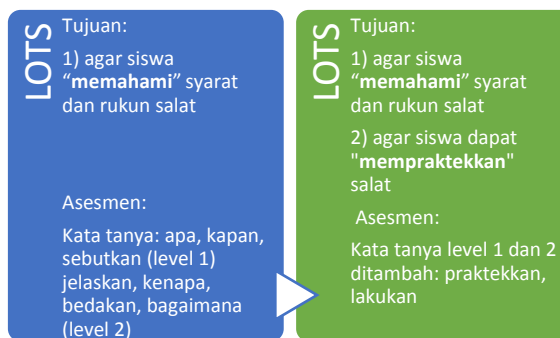 LOTS
Tujuan:
1) agar siswa
“memahami” syarat
dan rukun salat
Asesmen:
Kata tanya: apa, kapan,
sebutkan (level 1)
jelaskan, kenapa,
bedakan, bagaimana
(level 2)
LOTS
Tujuan:
1) agar siswa
“memahami” syarat
dan rukun salat
2) agar siswa dapat
"mempraktekkan"
salat
Asesmen:
Kata tanya level 1 dan 2
ditambah: praktekkan,
lakukan